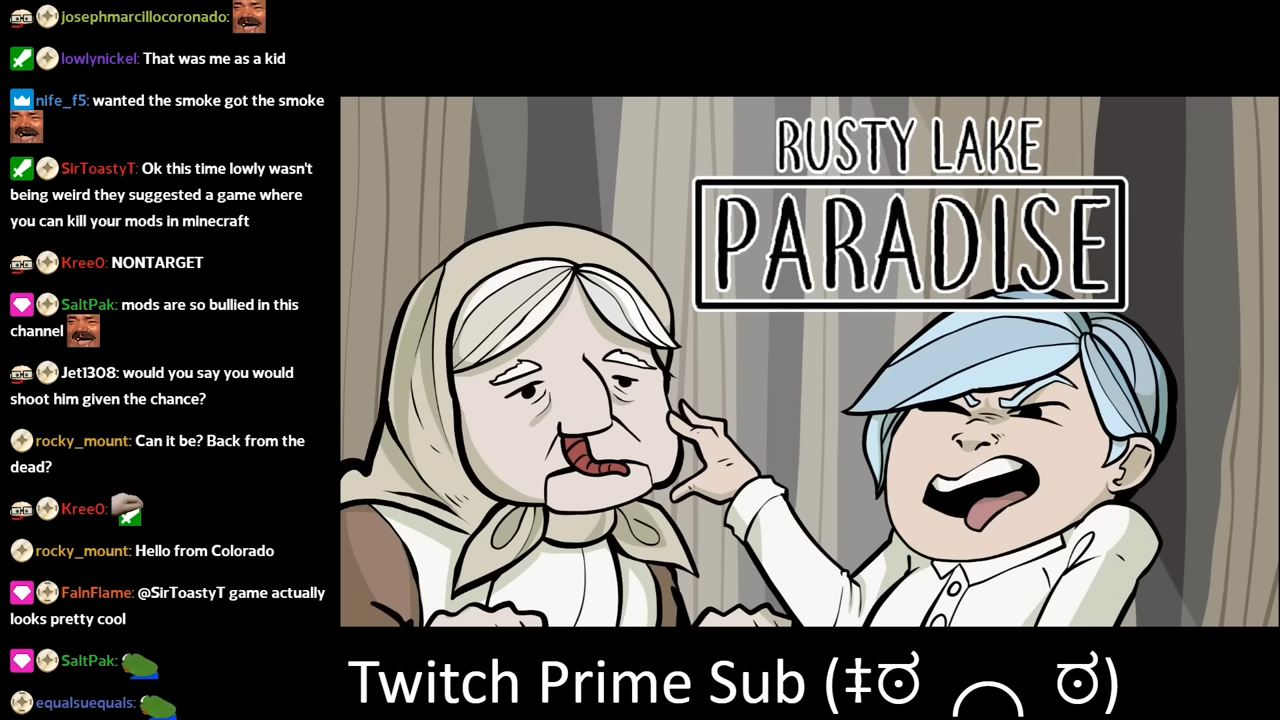 josephmarcillocoronado:
lowlynickel: That was me as a kid
nife_f5: wanted the smoke got the smoke
SirToastyT: Ok this time lowly wasn't
being weird they suggested a game where
you can kill your mods in minecraft
Kree0: NONTARGET
SaltPak: mods are so bullied in this
channel
Jet1308: would you say you would
shoot him given the chance?
rocky_mount: Can it be? Back from the
dead?
Kree0:
rocky_mount: Hello from Colorado
FalnFlame: @SirToastyT game actually
looks pretty cool
SaltPak:
equalsuequals:
RUSTY LAKE
PARADISE
Twitch Prime Sub (‡ಠ ╭╮ ಠ)